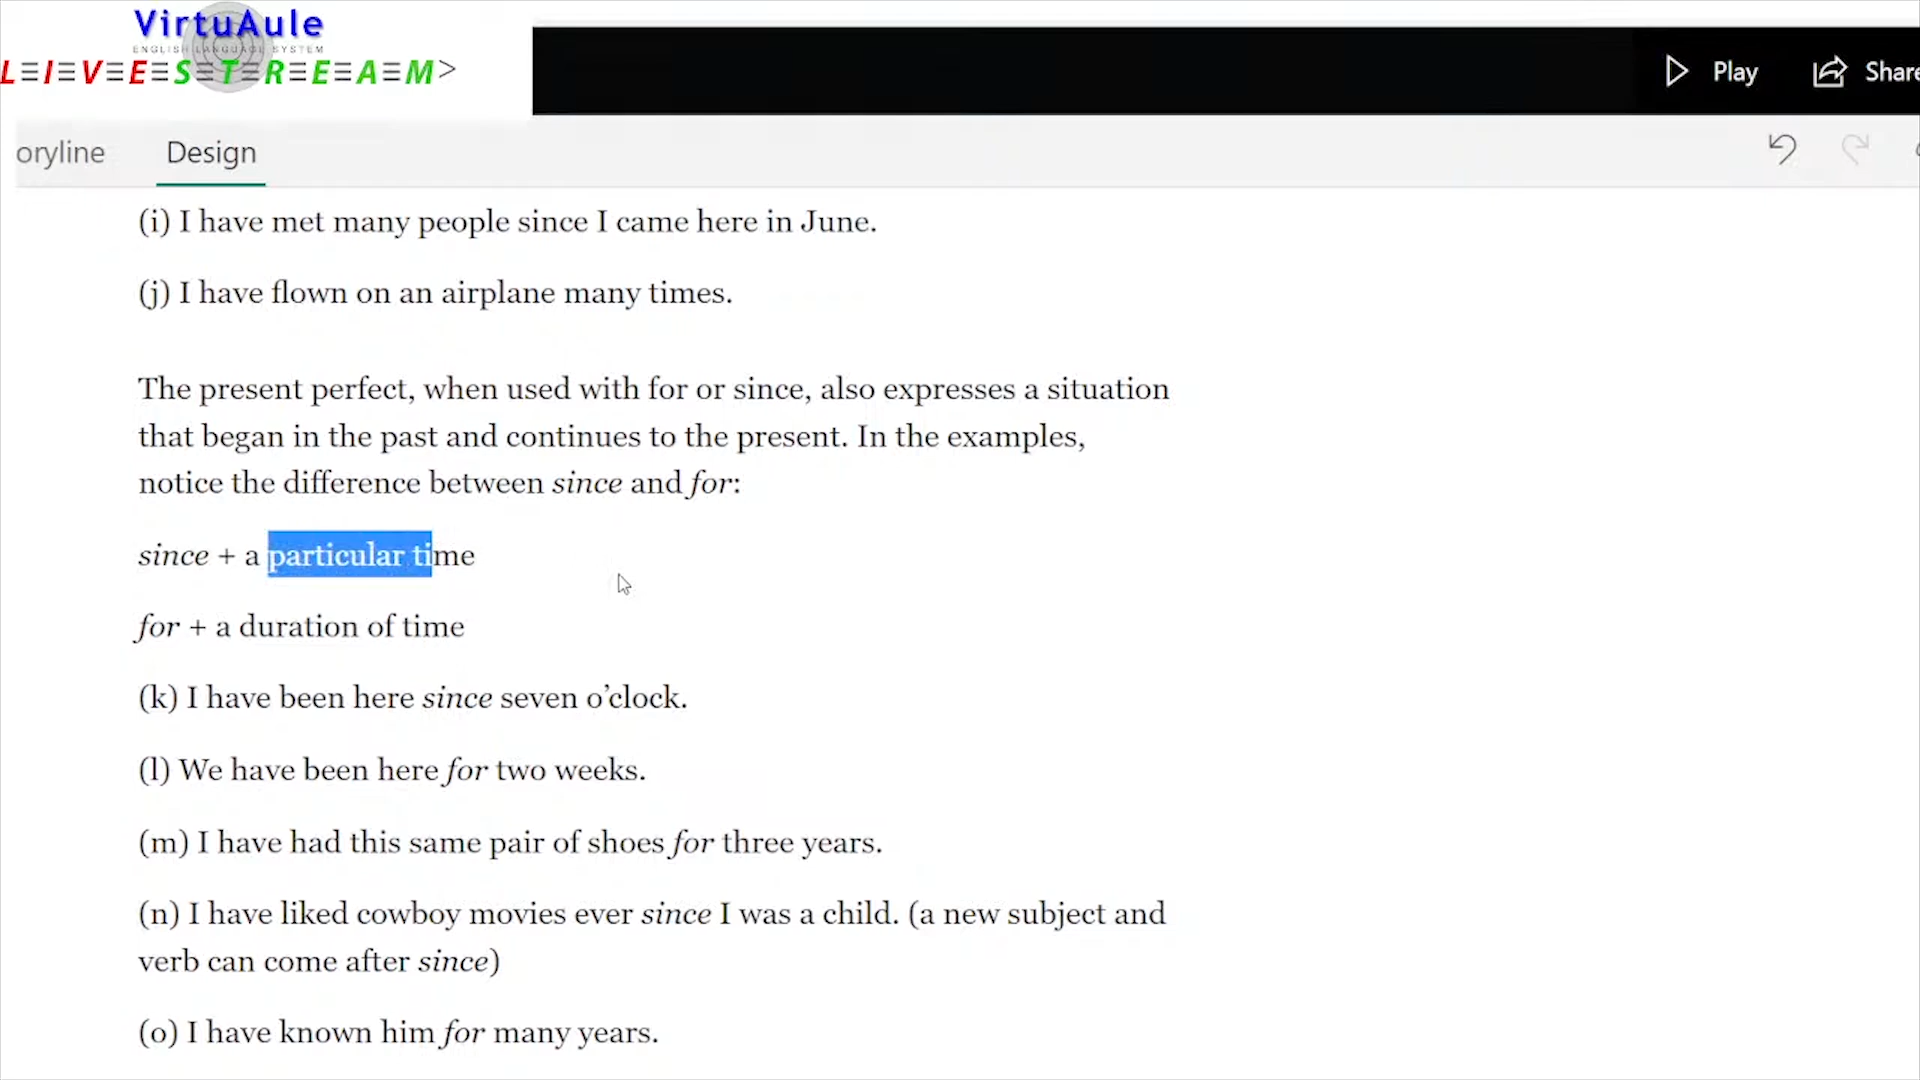 VirtuAule
ENGLISH LANGUAGE SYSTEM
L≡I≡V≡E≡S≡T≡R≡E≡A≡M>
Play Share
oryline Design
(i) I have met many people since I came here in June.
(j) I have flown on an airplane many times.
The present perfect, when used with for or since, also expresses a situation
that began in the past and continues to the present. In the examples,
notice the difference between since and for:
since + a particular time
for + a duration of time
(k) I have been here since seven o’clock.
(l) We have been here for two weeks.
(m) I have had this same pair of shoes for three years.
(n) I have liked cowboy movies ever since I was a child. (a new subject and
verb can come after since)
(o) I have known him for many years.